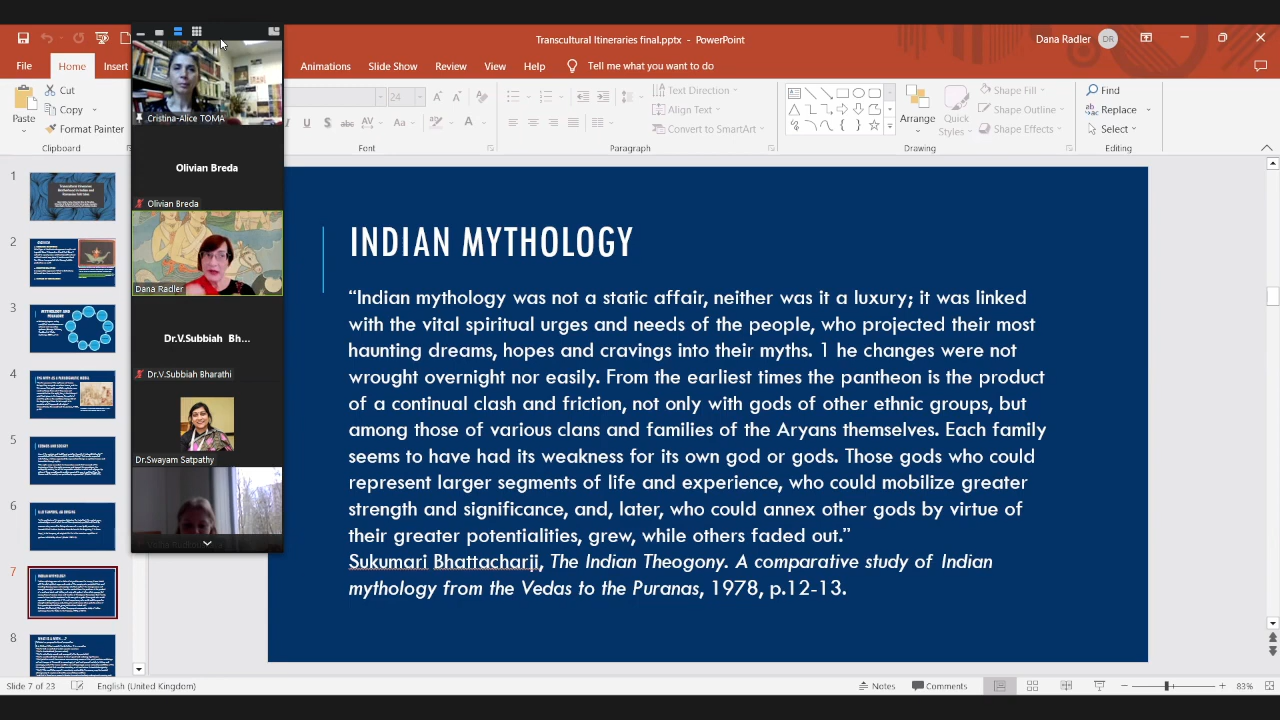 Transcultural Itineraries final.pptx - PowerPoint
Dana Radler
DR
File
Home
Insert
Animations
Slide Show
Review
View
Help
Tell me what you want to do
Paste
Cut
Copy
Format Painter
Clipboard
24
Font
Text Direction
Align Text
Convert to SmartArt
Paragraph
Arrange
Quick Styles
Shape Fill
Shape Outline
Shape Effects
Drawing
Find
Replace
Select
Editing
Cristina-Alice TOMA
Olivian Breda
Olivian Breda
Dana Radler
Dr.V.Subbiah Bh...
Dr.V.Subbiah Bharathi
Dr.Swayam Satpathy
1
2
3
4
5
6
7
8
INDIAN MYTHOLOGY
“Indian mythology was not a static affair, neither was it a luxury; it was linked
with the vital spiritual urges and needs of the people, who projected their most
haunting dreams, hopes and cravings into their myths. 1 he changes were not
wrought overnight nor easily. From the earliest times the pantheon is the product
of a continual clash and friction, not only with gods of other ethnic groups, but
among those of various clans and families of the Aryans themselves. Each family
seems to have had its weakness for its own god or gods. Those gods who could
represent larger segments of life and experience, who could mobilize greater
strength and significance, and, later, who could annex other gods by virtue of
their greater potentialities, grew, while others faded out.”
Sukumari Bhattacharji, The Indian Theogony. A comparative study of Indian
mythology from the Vedas to the Puranas, 1978, p.12-13.
Slide 7 of 23
English (United Kingdom)
Notes
Comments
83%